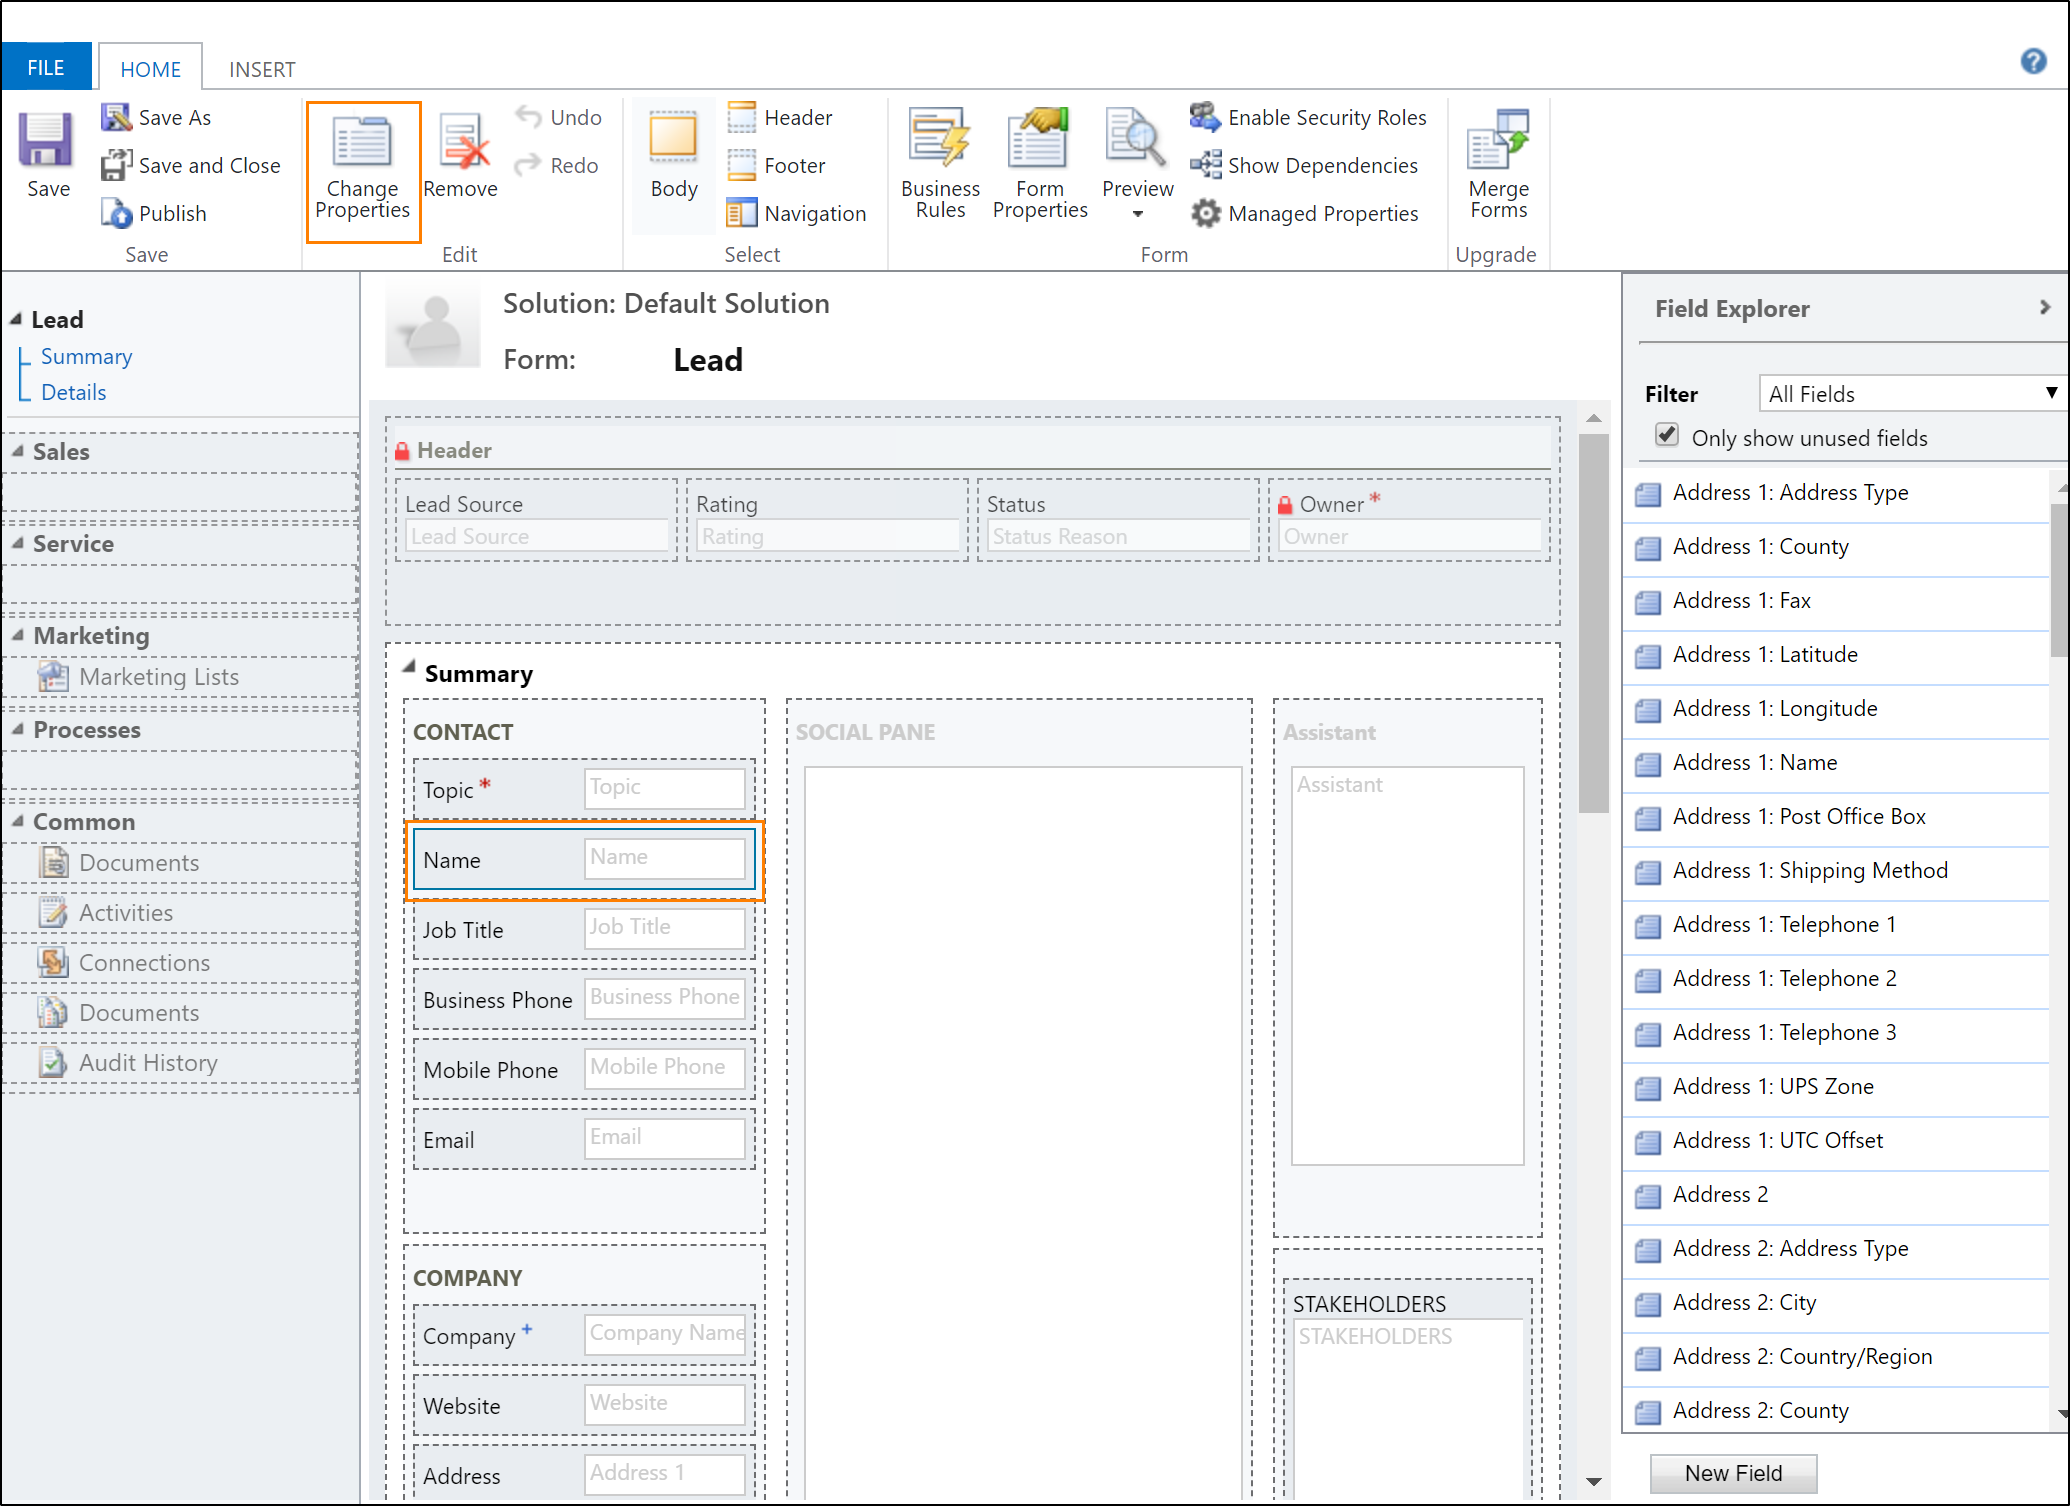 FILE
HOME
INSERT
Save
Save As
Save and Close
Publish
Save
Change
Properties
Remove
Undo
Redo
Edit
Body
Header
Footer
Navigation
Select
Business
Rules
Form
Properties
Preview
Enable Security Roles
Show Dependencies
Managed Properties
Form
Merge
Forms
Upgrade
Lead
Summary
Details
Sales
Service
Marketing
Marketing Lists
Processes
Common
Documents
Activities
Connections
Documents
Audit History
Solution: Default Solution
Form: Lead
Header
Lead Source
Lead Source
Rating
Rating
Status
Status Reason
Owner *
Owner
Summary
CONTACT
Topic * Topic
Name Name
Job Title Job Title
Business Phone Business Phone
Mobile Phone Mobile Phone
Email Email
COMPANY
Company + Company Name
Website Website
Address Address 1
SOCIAL PANE
Assistant
Assistant
STAKEHOLDERS
STAKEHOLDERS
Field Explorer
Filter All Fields
Only show unused fields
Address 1: Address Type
Address 1: County
Address 1: Fax
Address 1: Latitude
Address 1: Longitude
Address 1: Name
Address 1: Post Office Box
Address 1: Shipping Method
Address 1: Telephone 1
Address 1: Telephone 2
Address 1: Telephone 3
Address 1: UPS Zone
Address 1: UTC Offset
Address 2
Address 2: Address Type
Address 2: City
Address 2: Country/Region
Address 2: County
New Field